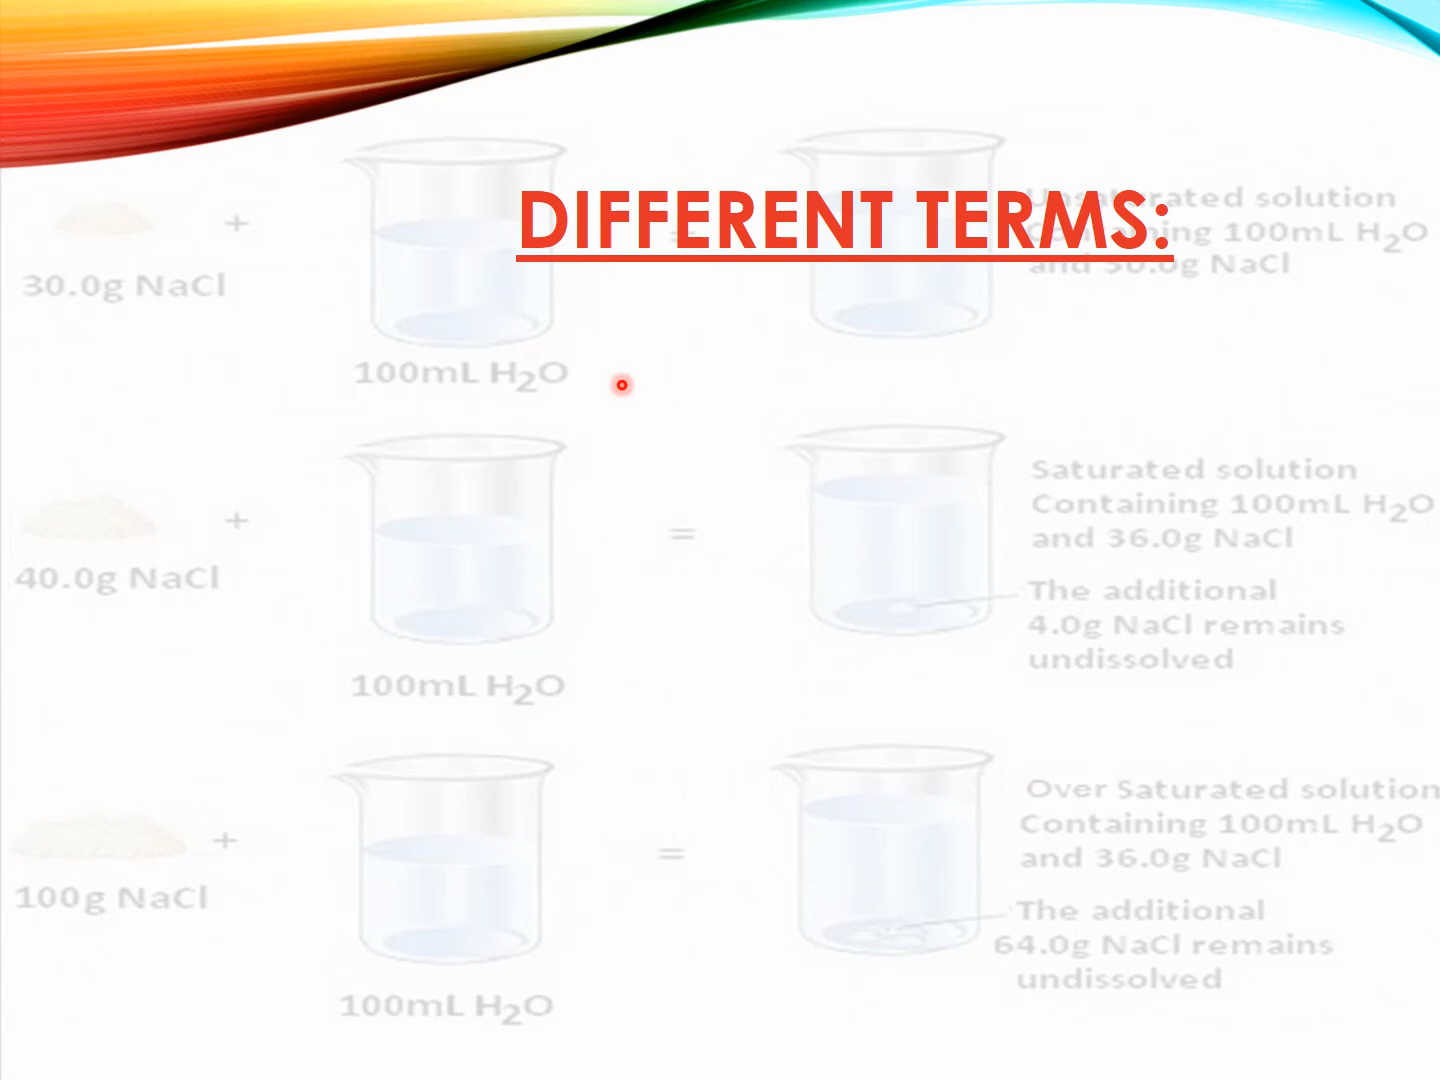 DIFFERENT TERMS:
+
30.0g NaCl
100mL H₂O
=
Unsaturated solution
Containing 100mL H₂O
and 30.0g NaCl
+
40.0g NaCl
100mL H₂O
=
Saturated solution
Containing 100mL H₂O
and 36.0g NaCl
The additional
4.0g NaCl remains
undissolved
+
100g NaCl
100mL H₂O
=
Over Saturated solution
Containing 100mL H₂O
and 36.0g NaCl
The additional
64.0g NaCl remains
undissolved